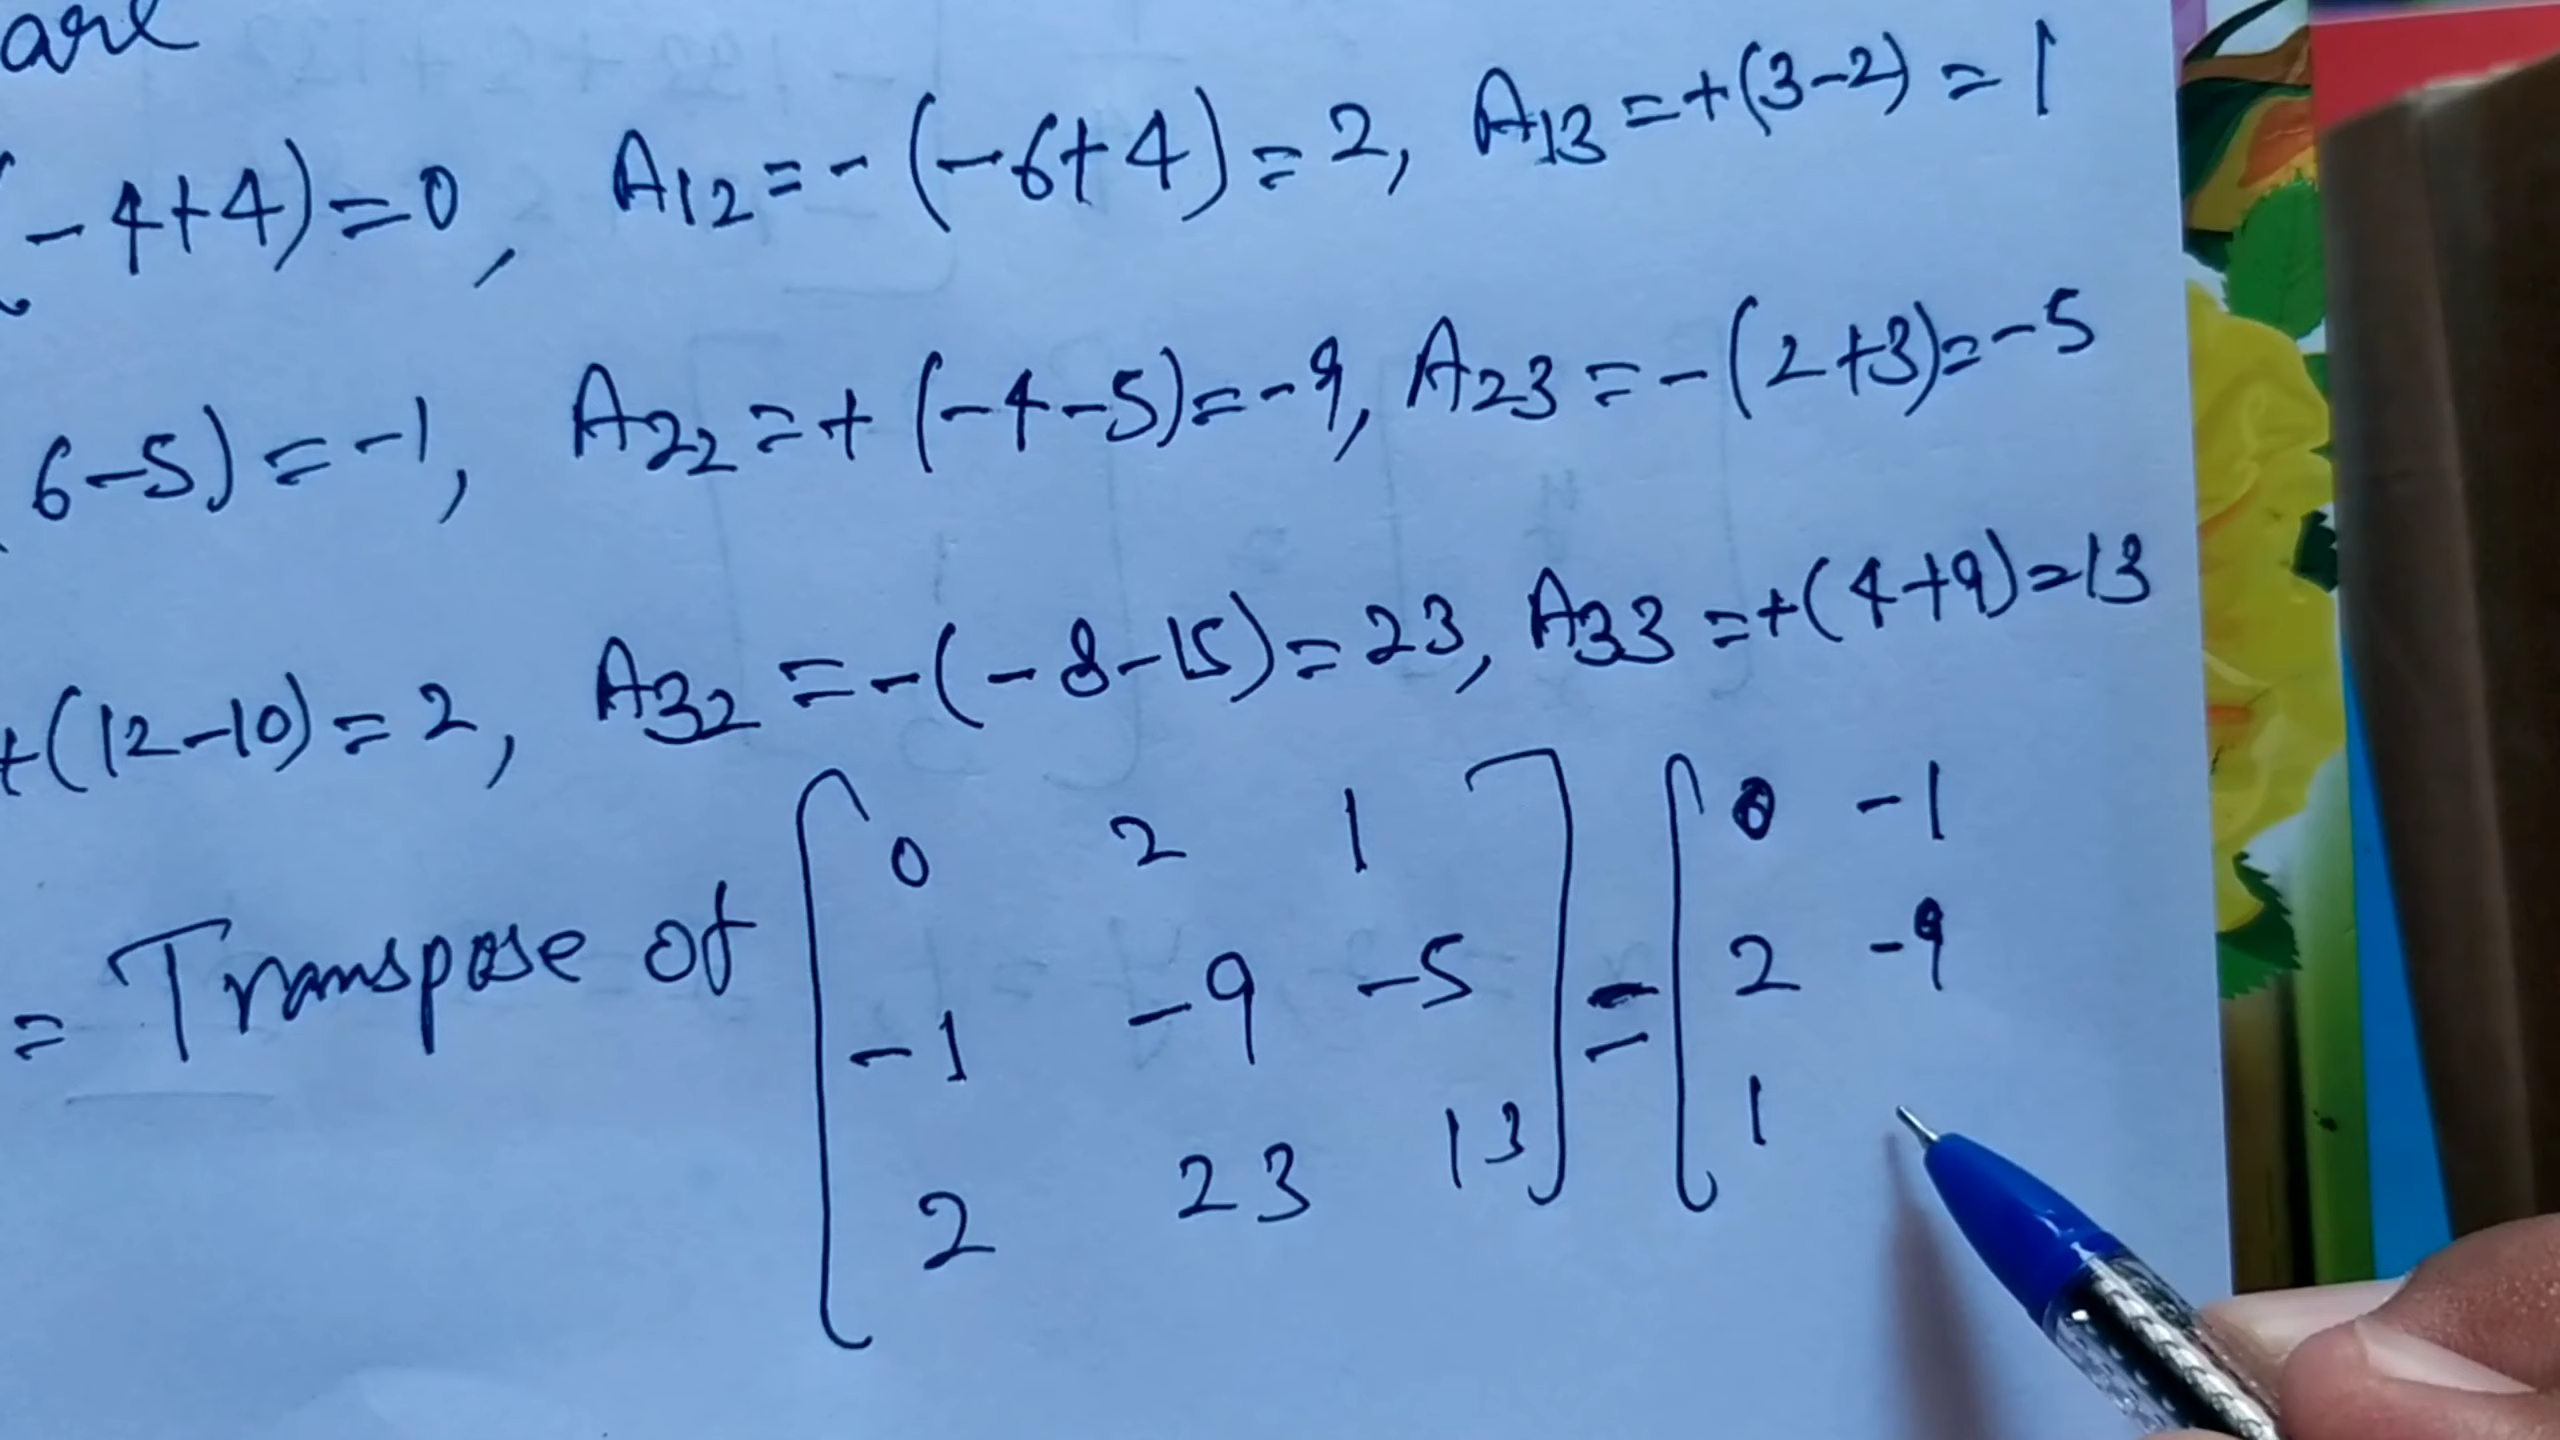 are
(-4+4)=0, A12=-(-6+4)=2, A13=+(3-2)=1
6-5)=-1, A22=+(-4-5)=-9, A23=-(2+3)=-5
+(12-10)=2, A32=-(-8-15)=23, A33=+(4+9)=13
= Transpose of [0 2 1 ] = [0 -1
-1 -9 -5 2 -9
2 23 13 1